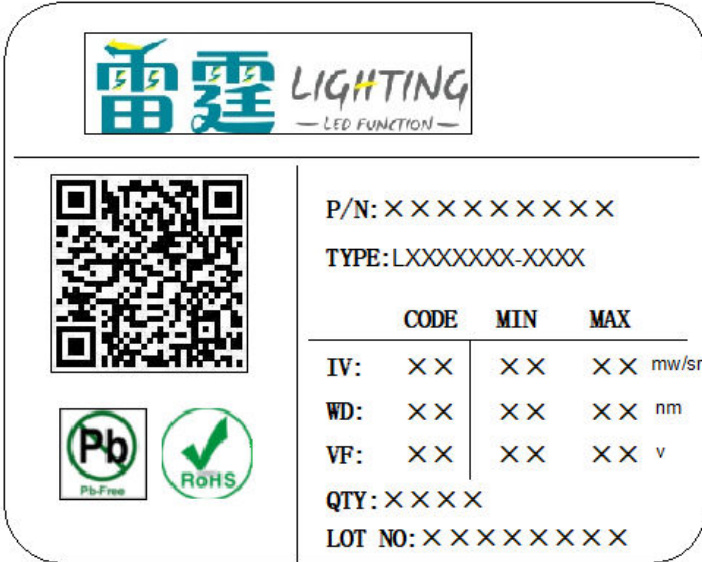 雷霆 LIGHTING
LED FUNCTION
P/N:×××××××××
TYPE:LXXXXXXX-XXXX
CODE MIN MAX
IV: ×× ×× ×× mw/sr
WD: ×× ×× ×× nm
VF: ×× ×× ×× v
QTY:××××
LOT NO:××××××××
Pb
Pb-Free
RoHS